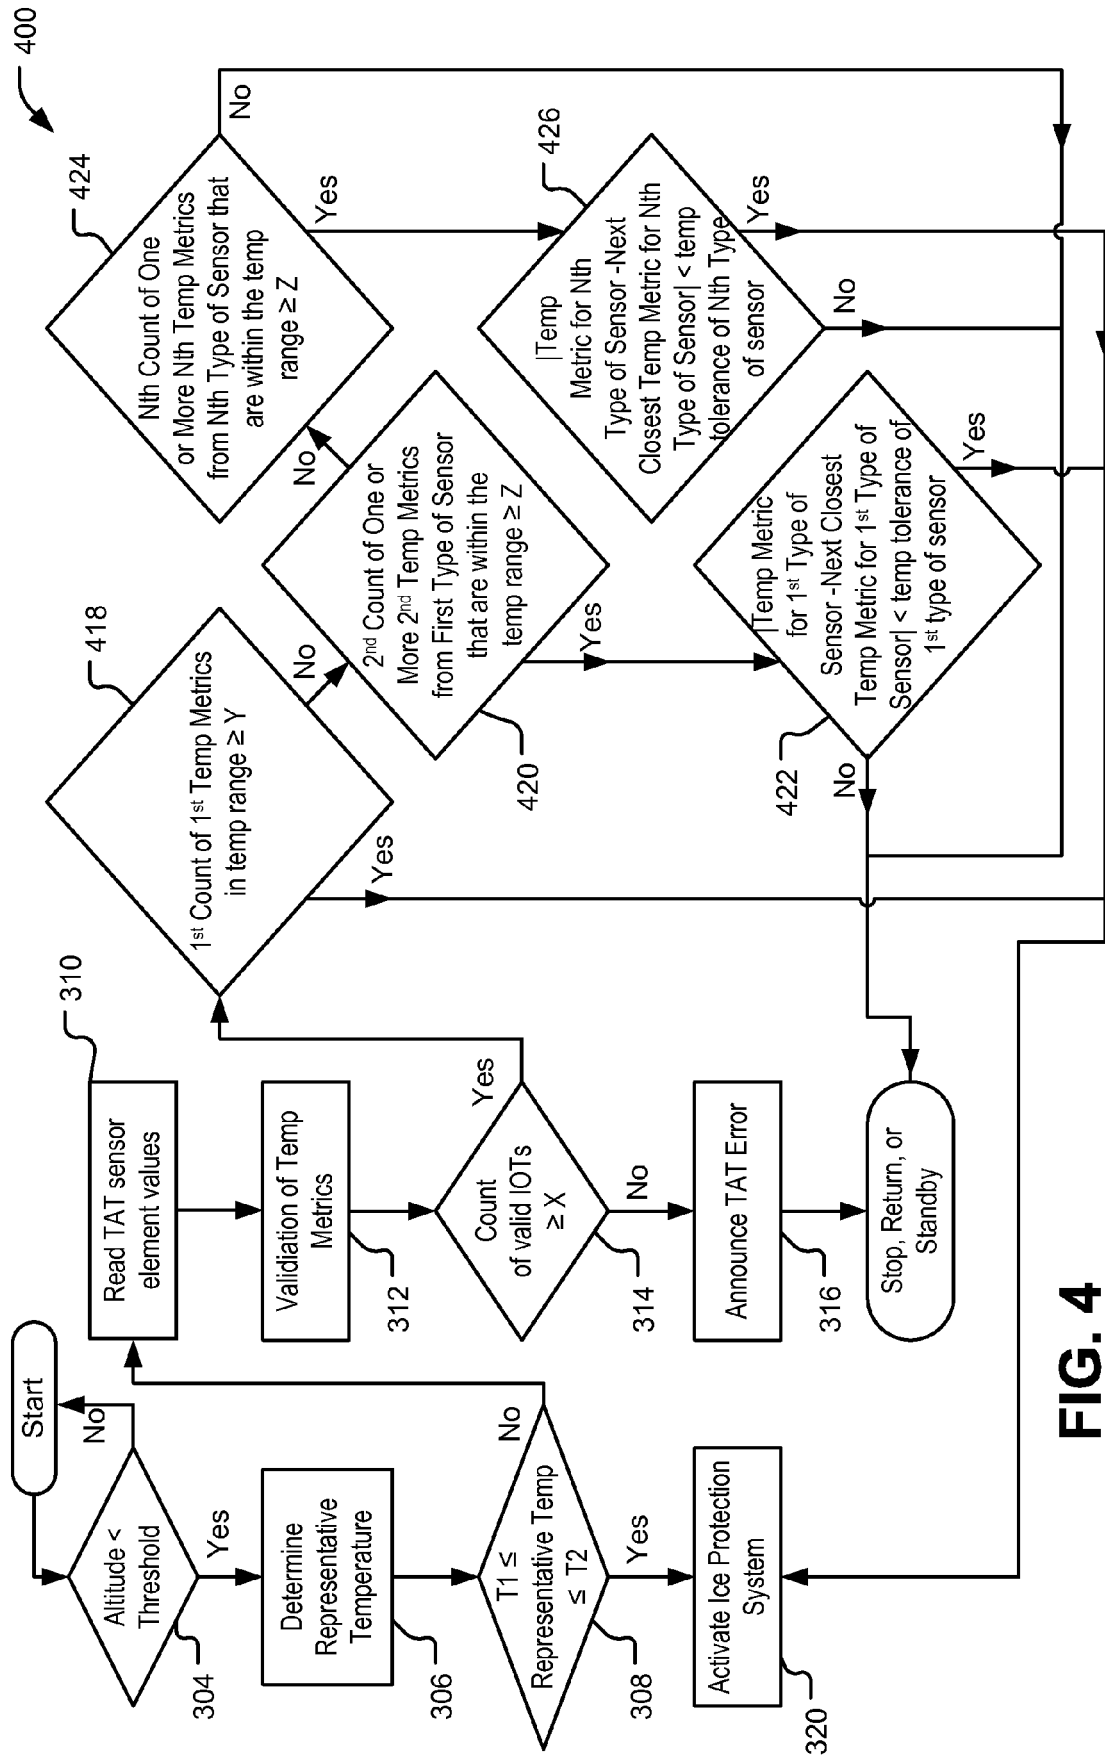 400
Start
Altitude <
Threshold
304
No
Yes
Determine
Representative
Temperature
306
T1 ≤
Representative Temp
≤ T2
308
No
Yes
Activate Ice Protection
System
320
Read TAT sensor
element values
310
Validiation of Temp
Metrics
312
Count
of valid IOTs
≥ X
314
Yes
No
Announce TAT Error
316
Stop, Return, or
Standby
1st Count of 1st Temp Metrics
in temp range ≥ Y
418
No
Yes
2nd Count of One or
More 2nd Temp Metrics
from First Type of Sensor
that are within the
temp range ≥ Z
420
No
Yes
|Temp Metric
for 1st Type of
Sensor -Next Closest
Temp Metric for 1st Type of
Sensor| < temp tolerance of
1st type of sensor
422
No
Yes
Nth Count of One
or More Nth Temp Metrics
from Nth Type of Sensor that
are within the temp
range ≥ Z
424
No
Yes
|Temp
Metric for Nth
Type of Sensor -Next
Closest Temp Metric for Nth
Type of Sensor| < temp
tolerance of Nth Type
of sensor
426
Yes
No
FIG. 4